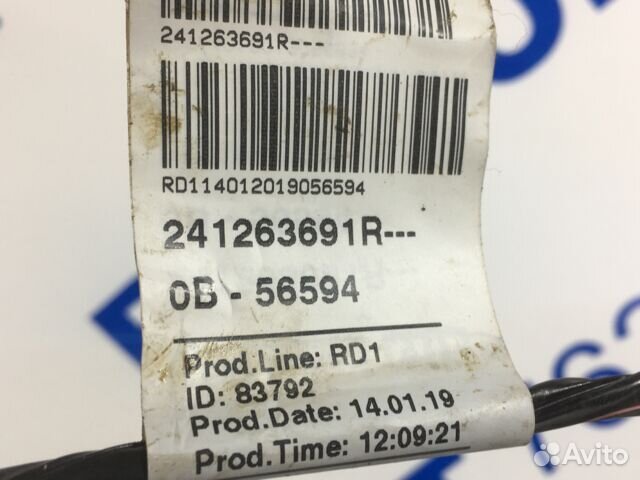 241263691R---
RD114012019056594
241263691R---
0B - 56594
Prod.Line: RD1
ID: 83792
Prod.Date: 14.01.19
Prod.Time: 12:09:21
Avito